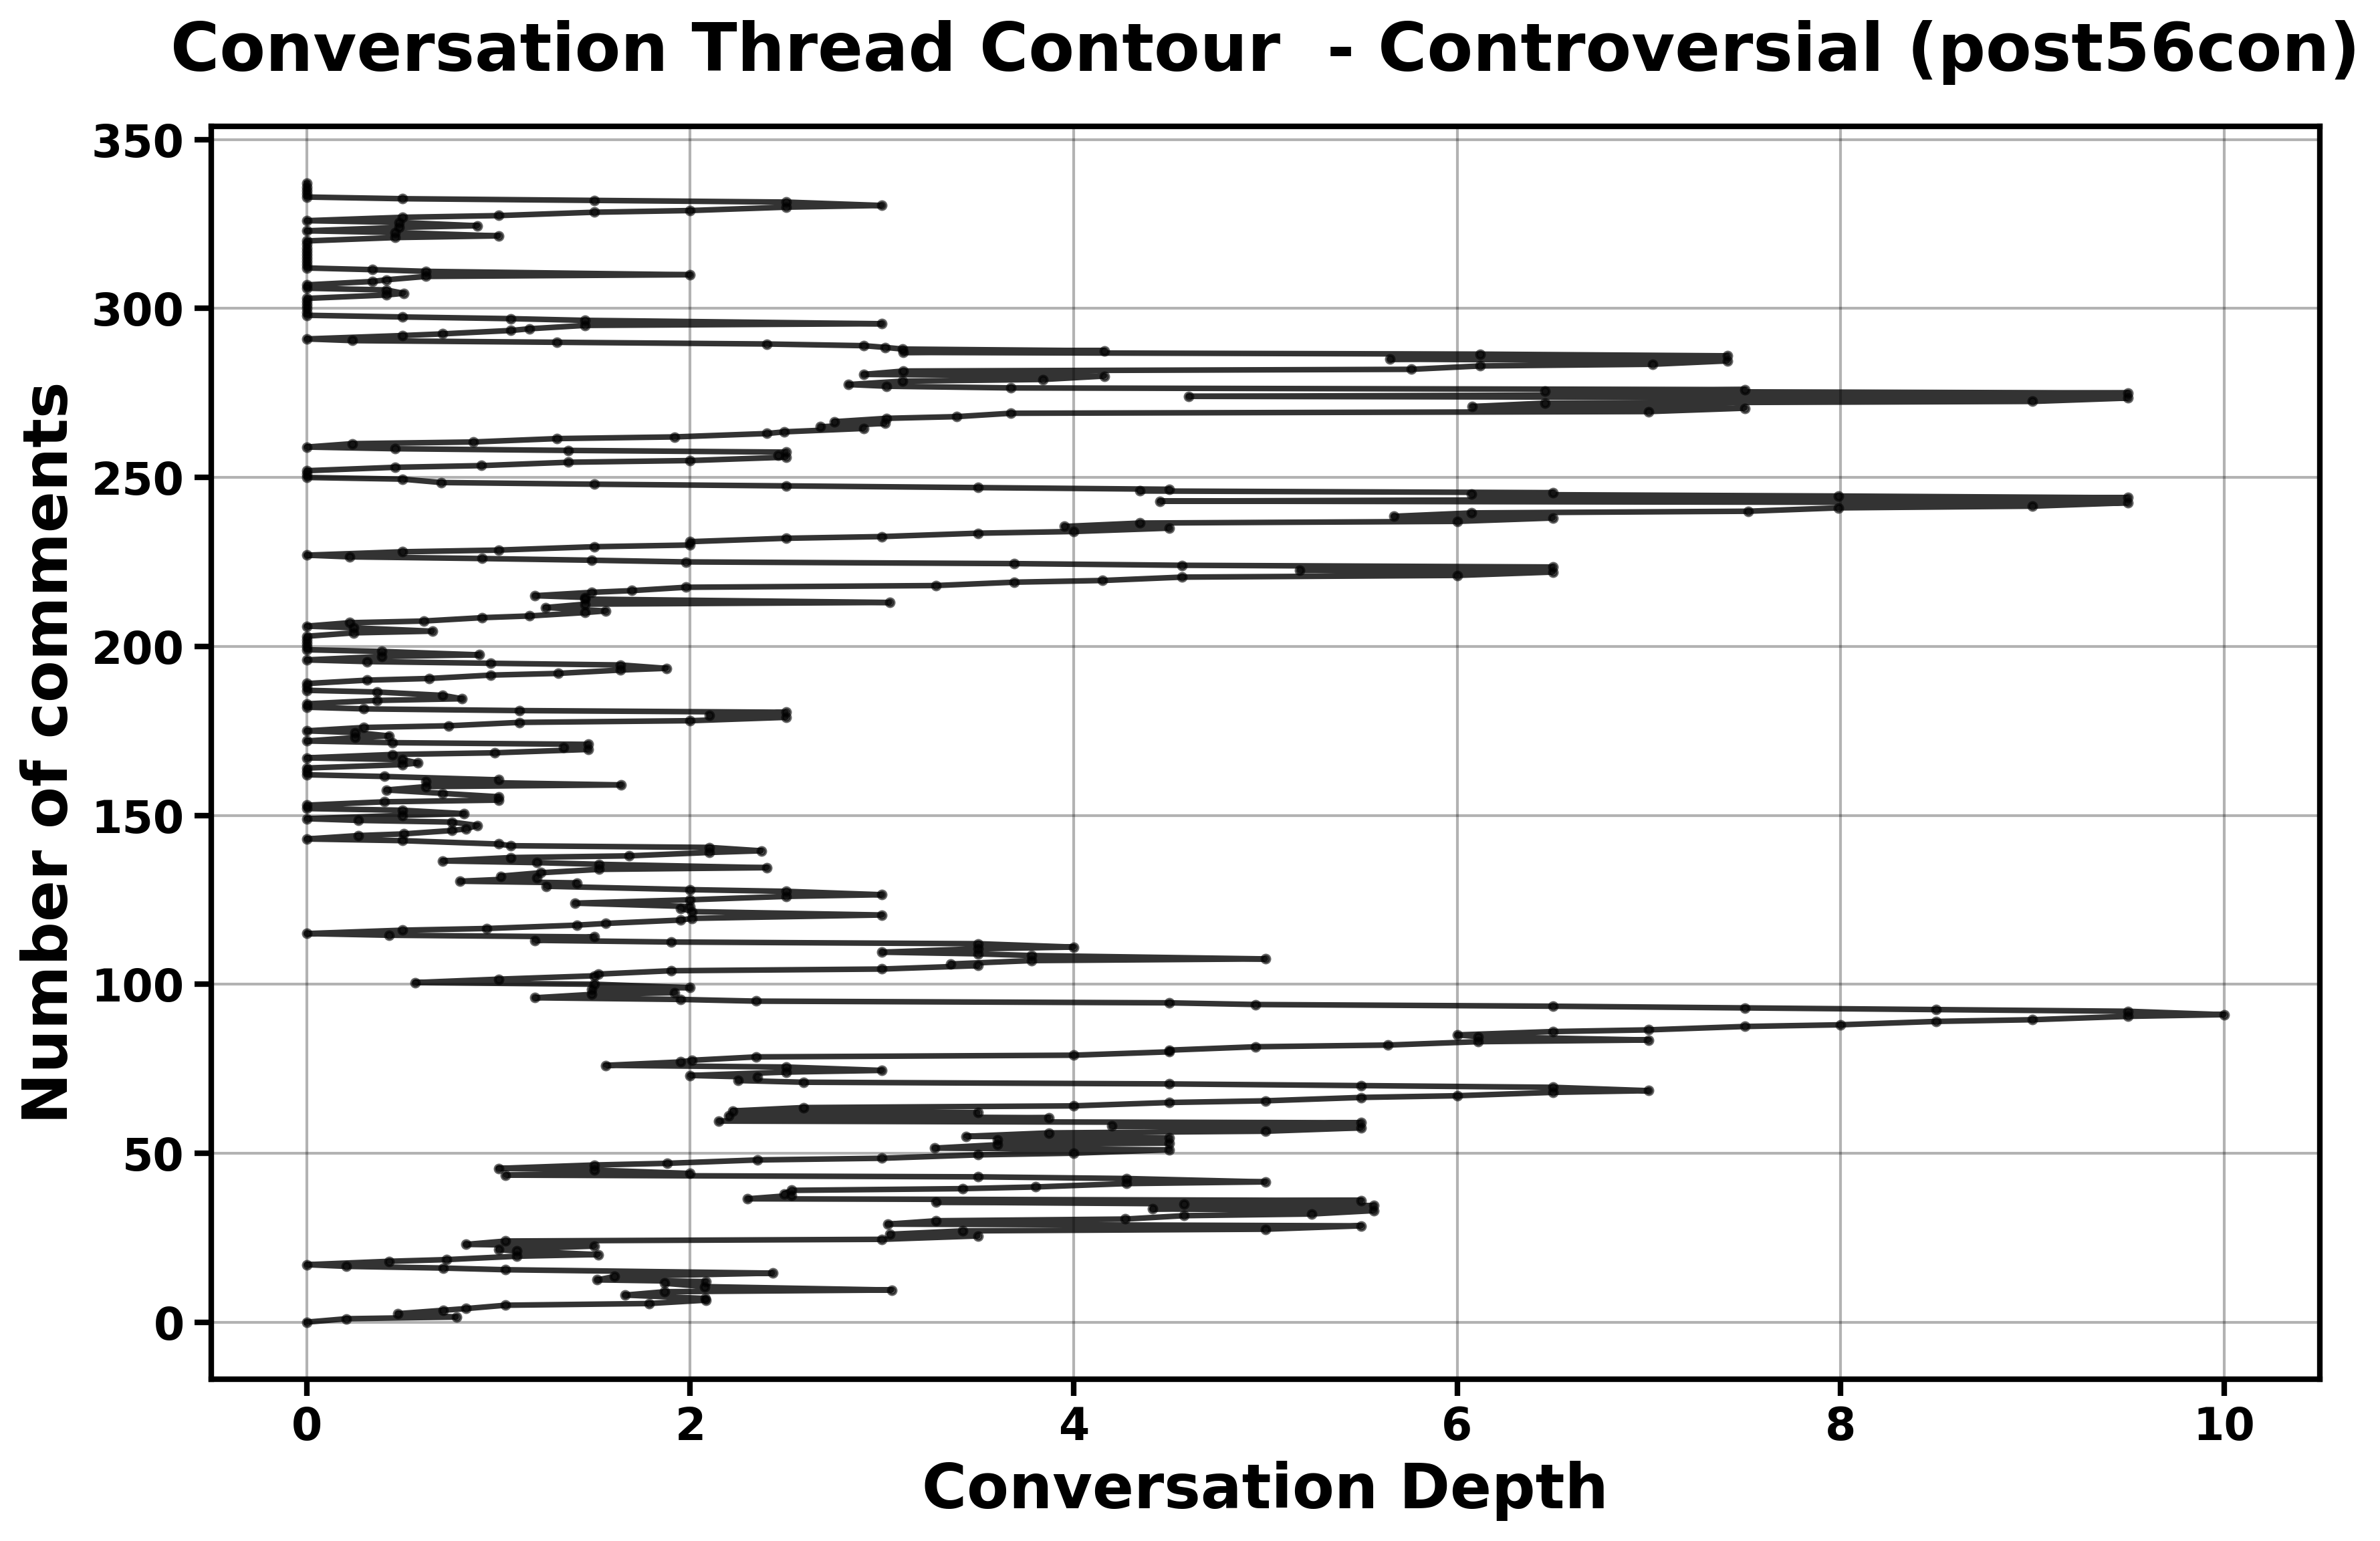 Conversation Thread Contour  - Controversial (post56con)
350
300
250
200
150
100
50
0
Number of comments
0 2 4 6 8 10
Conversation Depth